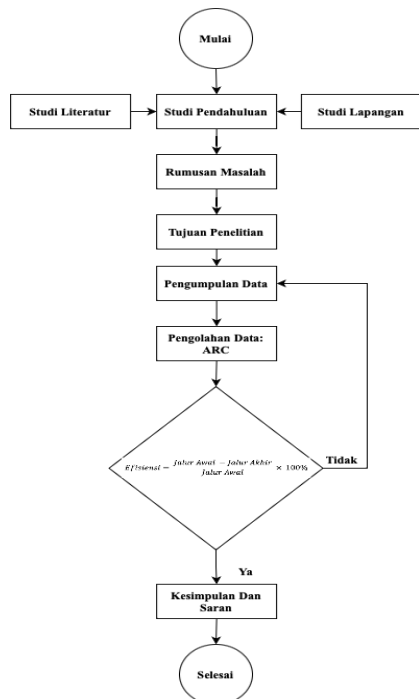 Mulai
Studi Literatur
Studi Pendahuluan
Studi Lapangan
Rumusan Masalah
Tujuan Penelitian
Pengumpulan Data
Pengolahan Data:
ARC
Efisiensi = (Jalur Awal − Jalur Akhir) / Jalur Awal × 100%
Tidak
Ya
Kesimpulan Dan
Saran
Selesai